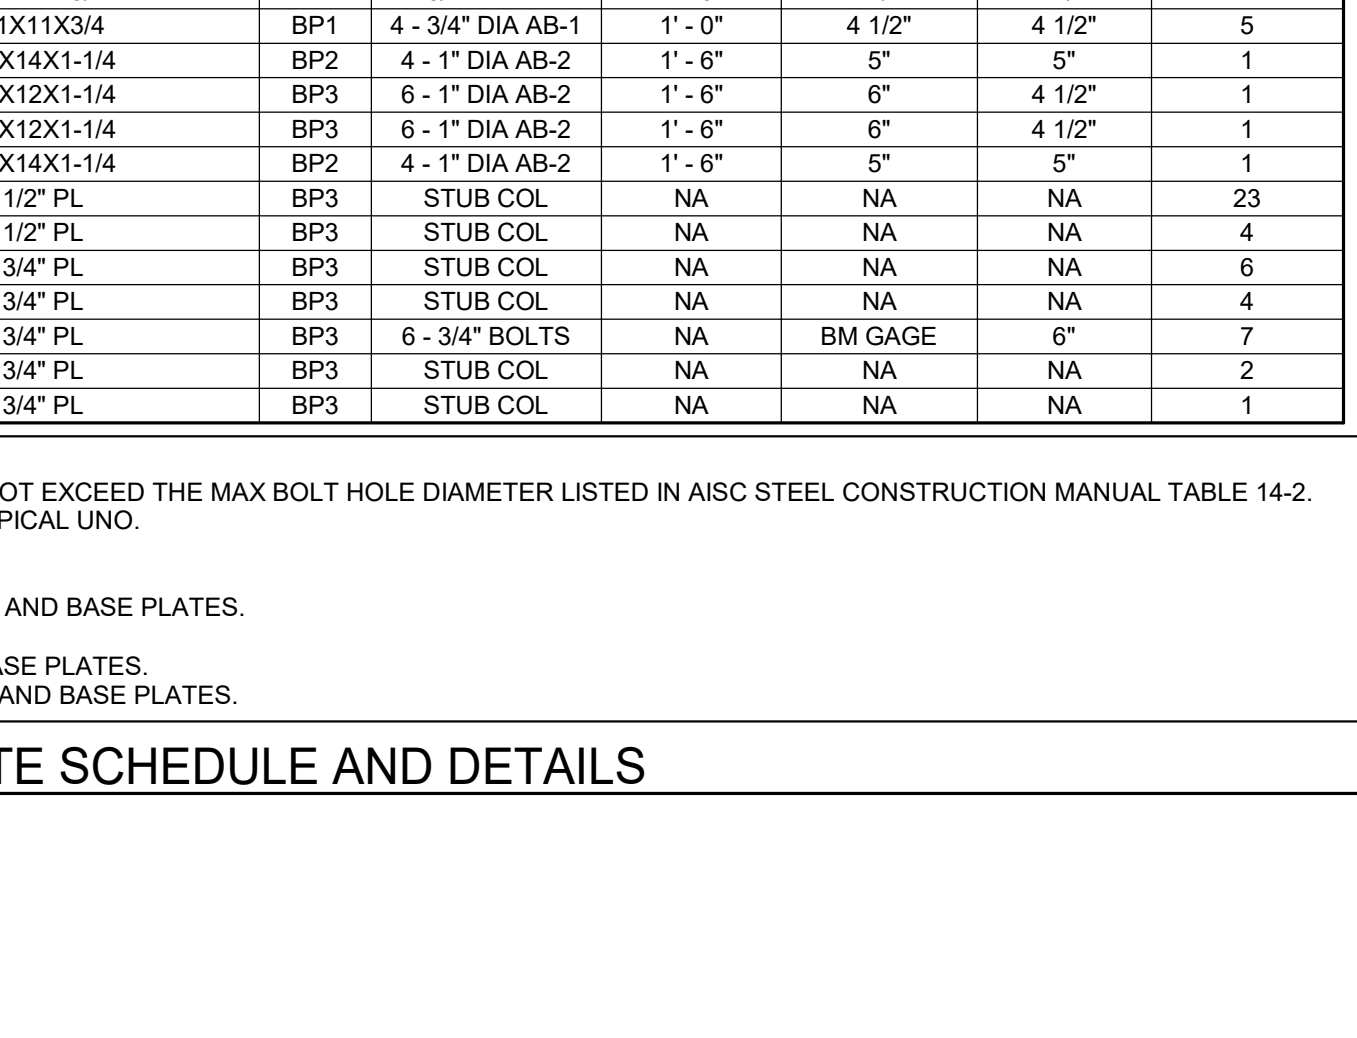 1X11X3/4 BP1 4 - 3/4" DIA AB-1 1' - 0" 4 1/2" 4 1/2" 5
X14X1-1/4 BP2 4 - 1" DIA AB-2 1' - 6" 5" 5" 1
X12X1-1/4 BP3 6 - 1" DIA AB-2 1' - 6" 6" 4 1/2" 1
X12X1-1/4 BP3 6 - 1" DIA AB-2 1' - 6" 6" 4 1/2" 1
X14X1-1/4 BP2 4 - 1" DIA AB-2 1' - 6" 5" 5" 1
1/2" PL BP3 STUB COL NA NA NA 23
1/2" PL BP3 STUB COL NA NA NA 4
3/4" PL BP3 STUB COL NA NA NA 6
3/4" PL BP3 STUB COL NA NA NA 4
3/4" PL BP3 6 - 3/4" BOLTS NA BM GAGE 6" 7
3/4" PL BP3 STUB COL NA NA NA 2
3/4" PL BP3 STUB COL NA NA NA 1
OT EXCEED THE MAX BOLT HOLE DIAMETER LISTED IN AISC STEEL CONSTRUCTION MANUAL TABLE 14-2.
PICAL UNO.
AND BASE PLATES.
ASE PLATES.
AND BASE PLATES.
TE SCHEDULE AND DETAILS